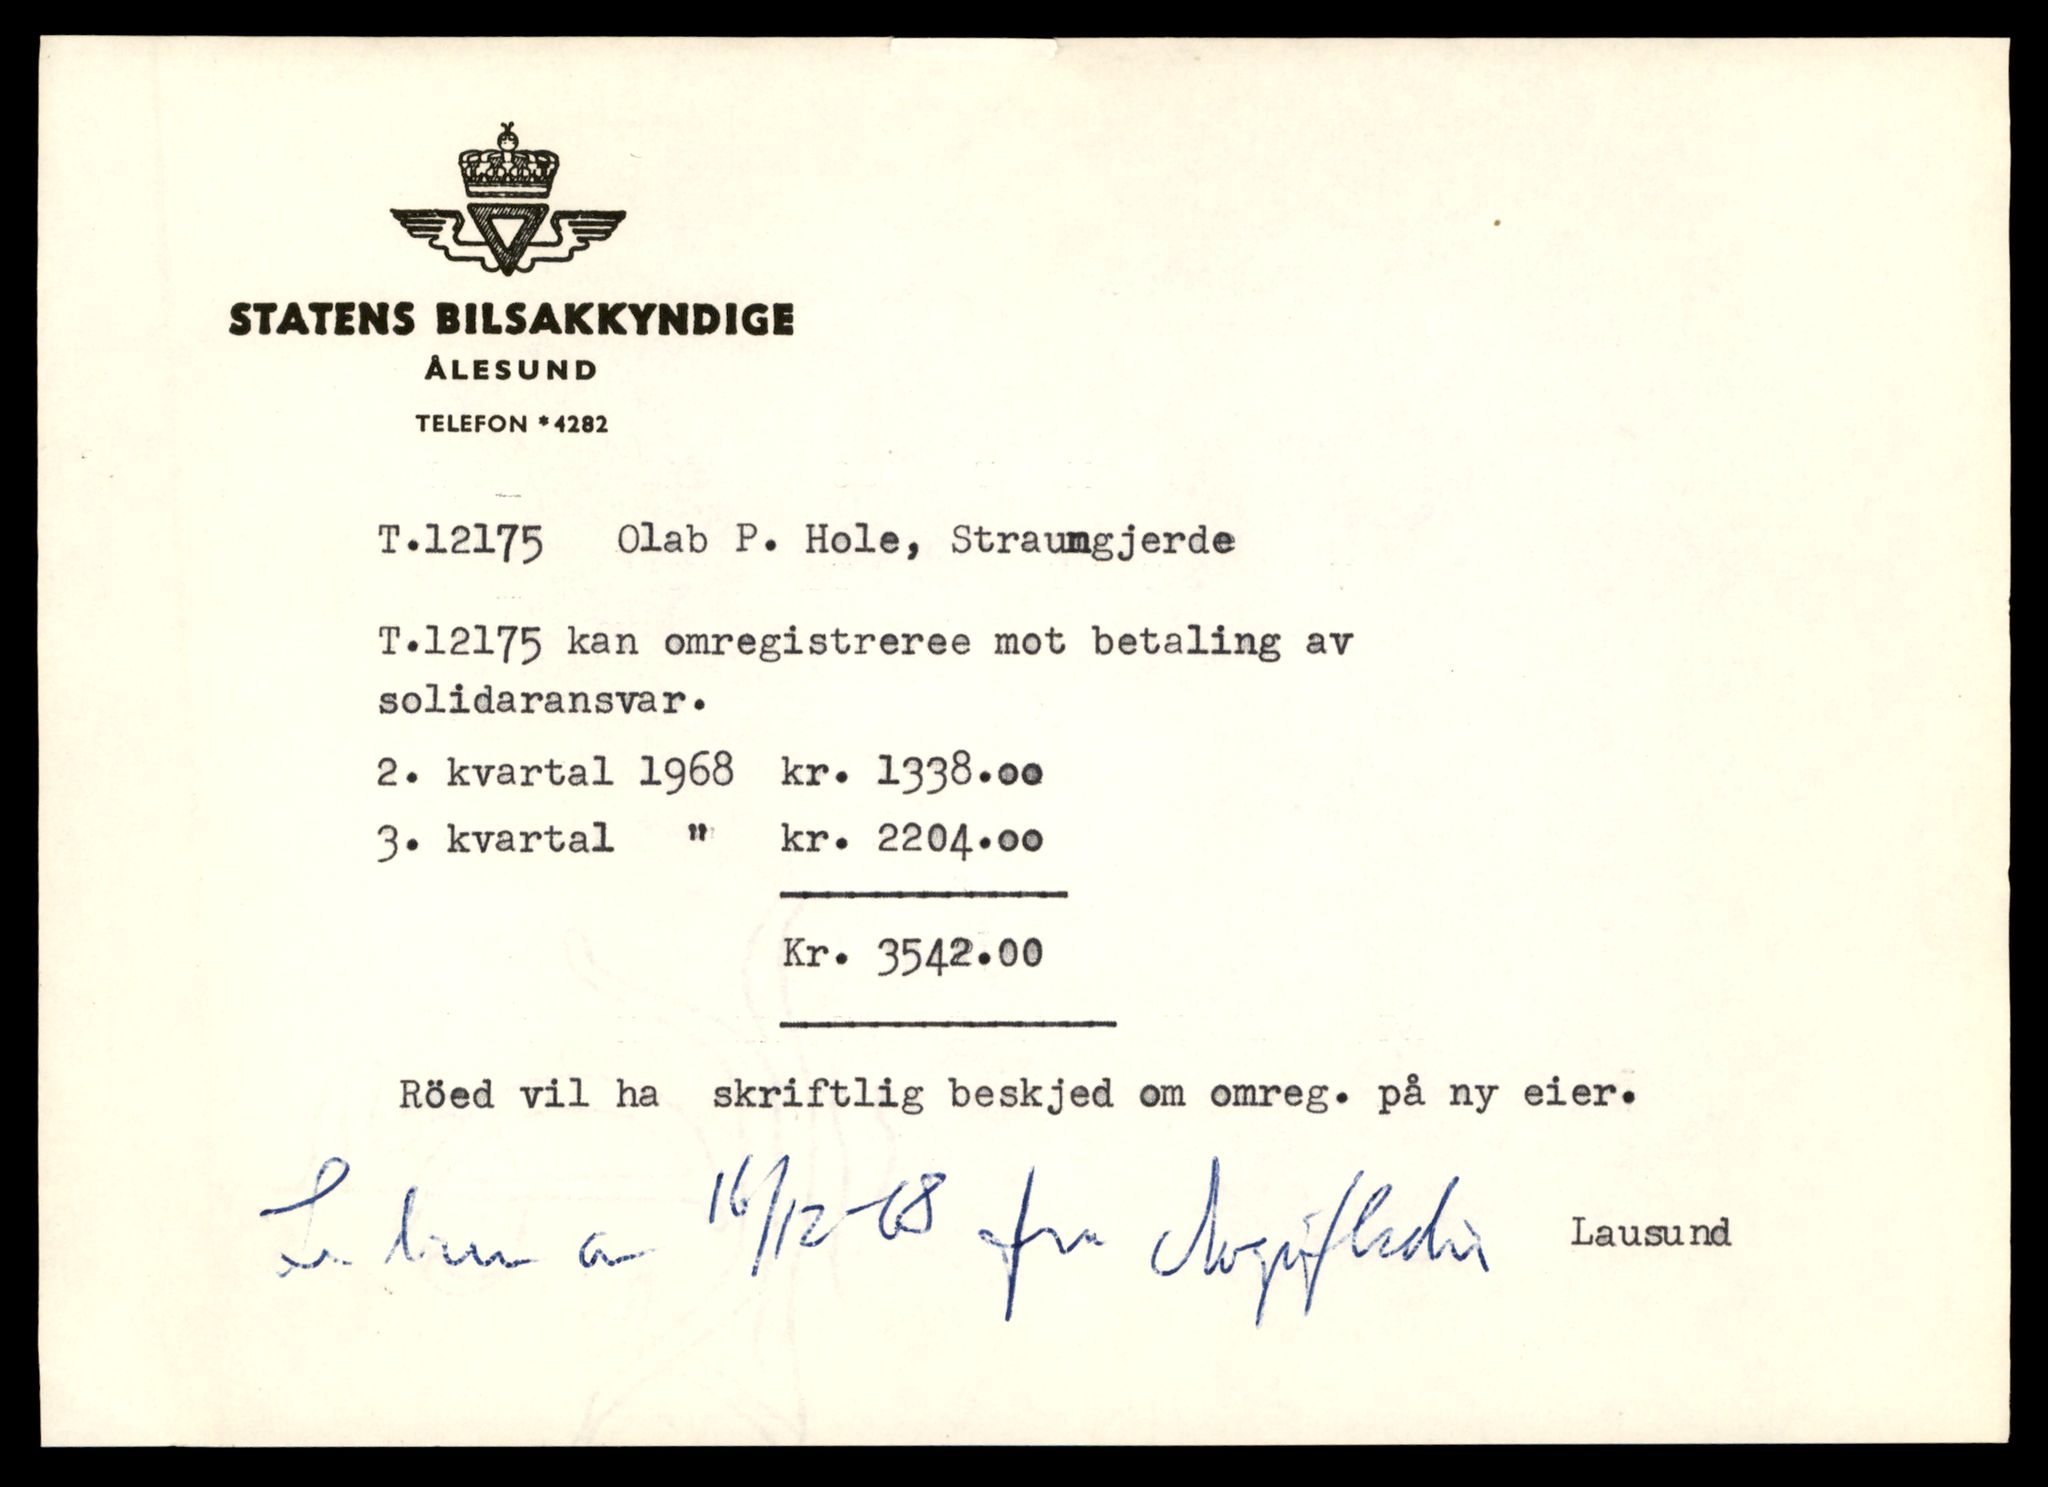 STATENS BILSAKKYNDIGE
ÅLESUND
TELEFON *4282
T.12175 Olab P. Hole, Straumgjerde
T.12175 kan omregistreree mot betaling av
solidaransvar.
2. kvartal 1968 kr. 1338.00
3. kvartal " kr. 2204.00
Kr. 3542.00
Röed vil ha skriftlig beskjed om omreg. på ny eier.
16/12-68 fra
Lausund